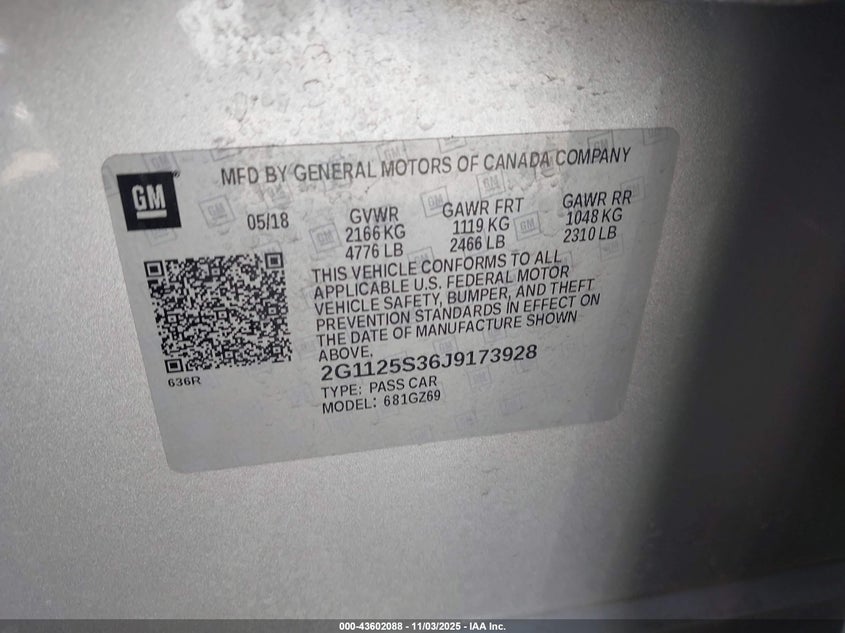 GM
MFD BY GENERAL MOTORS OF CANADA COMPANY
05/18 GVWR GAWR FRT GAWR RR
2166 KG 1119 KG 1048 KG
4776 LB 2466 LB 2310 LB
THIS VEHICLE CONFORMS TO ALL
APPLICABLE U.S. FEDERAL MOTOR
VEHICLE SAFETY, BUMPER, AND THEFT
PREVENTION STANDARDS IN EFFECT ON
THE DATE OF MANUFACTURE SHOWN
ABOVE.
2G1125S36J9173928
TYPE: PASS CAR
MODEL: 681GZ69
636R
000-43602088 - 11/03/2025 - IAA Inc.